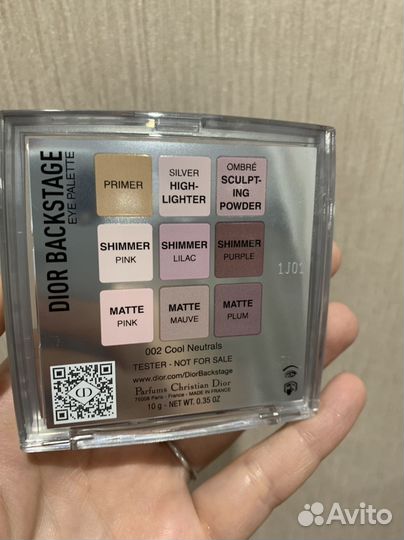 DIOR BACKSTAGE
EYE PALETTE
PRIMER
SILVER
HIGH-
LIGHTER
OMBRÉ
SCULPT-
ING
POWDER
SHIMMER
PINK
SHIMMER
LILAC
SHIMMER
PURPLE
1J01
MATTE
PINK
MATTE
MAUVE
MATTE
PLUM
002 Cool Neutrals
TESTER - NOT FOR SALE
www.dior.com/DiorBackstage
Parfums Christian Dior
75008 Paris - France - MADE IN FRANCE
10 g - NET WT. 0.35 OZ
CD
Avito